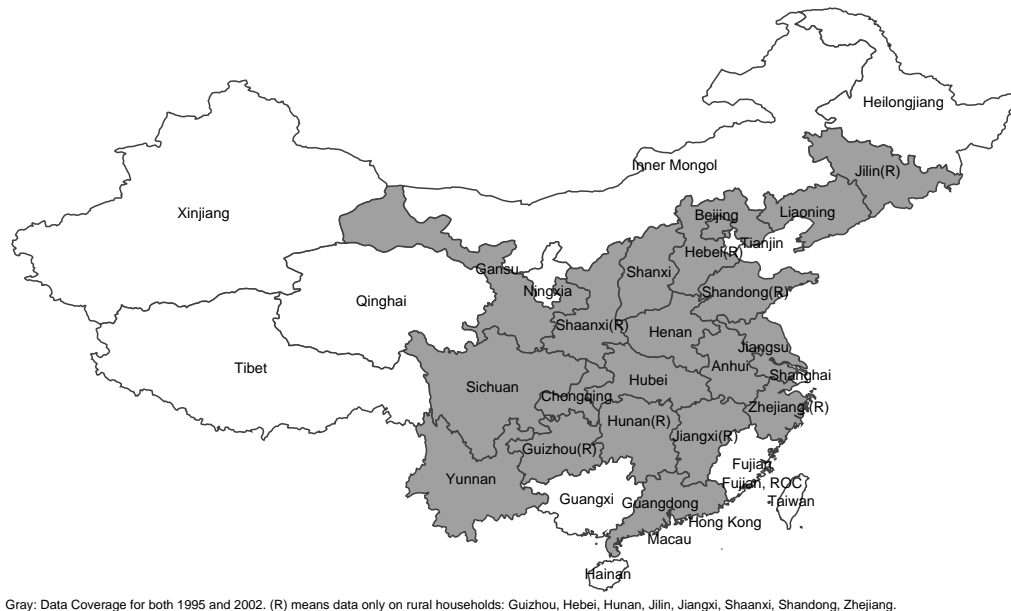 Heilongjiang
Inner Mongol
Jilin(R)
Xinjiang
Beijing
Liaoning
Tianjin
Hebei(R)
Gansu
Shanxi
Ningxia
Shandong(R)
Qinghai
Shaanxi(R)
Henan
Jiangsu
Tibet
Anhui
Shanghai
Sichuan
Hubei
Chongqing
Zhejiang (R)
Hunan(R)
Jiangxi(R)
Guizhou(R)
Fujian
Yunnan
Fujian, ROC
Guangxi
Guangdong
Taiwan
Hong Kong
Macau
Hainan
Gray: Data Coverage for both 1995 and 2002. (R) means data only on rural households: Guizhou, Hebei, Hunan, Jilin, Jiangxi, Shaanxi, Shandong, Zhejiang.